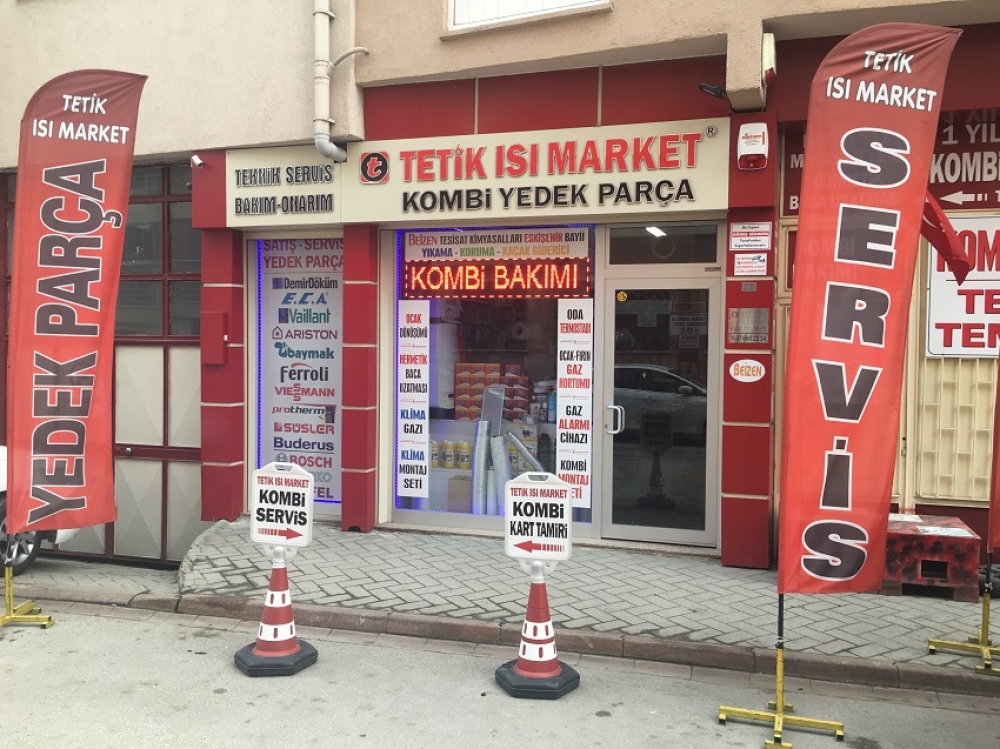 TETİK
ISI MARKET
YEDEK PARÇA
TEKNİK SERVİS
BAKIM-ONARIM
t
TETİK ISI MARKET ®
KOMBİ YEDEK PARÇA
SATIŞ - SERVİS
YEDEK PARÇA
DemirDöküm
E.C.A
Vaillant
ARISTON
baymak
ferroli
VIESSMANN
protherm
SÜSLER
Buderus
BOSCH
BEIZEN TESİSAT KİMYASALLARI ESKİŞEHİR BAYİİ
YIKAMA - KORUMA - KAÇAK GİDERİCİ
KOMBİ BAKIMI
OCAK
DÖNÜŞÜMÜ
HERMETİK
BACA
UZATMASI
KLİMA
GAZI
KLİMA
MONTAJ
SETİ
ODA
TERMOSTADI
OCAK-FIRIN
GAZ
HORTUMU
GAZ
ALARMI
CİHAZI
KOMBİ
MONTAJ
SETİ
BEIZEN
TETİK ISI MARKET
KOMBİ
SERVİS
TETİK ISI MARKET
KOMBİ
KART TAMİRİ
TETİK
ISI MARKET
SERVİS
1 YIL
KOMBİ